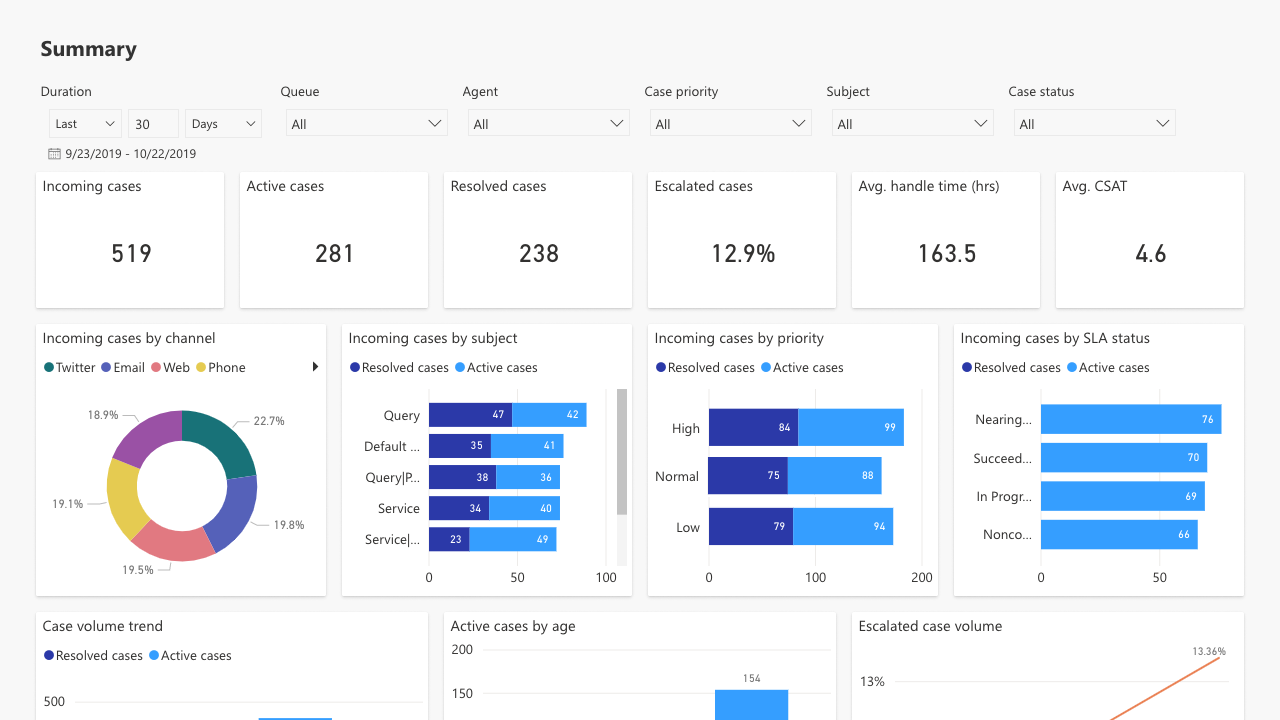 Summary
Duration Queue Agent Case priority Subject Case status
Last 30 Days All All All All All
9/23/2019 - 10/22/2019
Incoming cases Active cases Resolved cases Escalated cases Avg. handle time (hrs) Avg. CSAT
519 281 238 12.9% 163.5 4.6
Incoming cases by channel
Twitter Email Web Phone
18.9%
22.7%
19.1%
19.8%
19.5%
Incoming cases by subject
Resolved cases Active cases
Query 47 42
Default ... 35 41
Query|P... 38 36
Service 34 40
Service|... 23 49
0 50 100
Incoming cases by priority
Resolved cases Active cases
High 84 99
Normal 75 88
Low 79 94
0 100 200
Incoming cases by SLA status
Resolved cases Active cases
Nearing... 76
Succeed... 70
In Progr... 69
Nonco... 66
0 50
Case volume trend
Resolved cases Active cases
500
Active cases by age
200
154
150
Escalated case volume
13.36%
13%